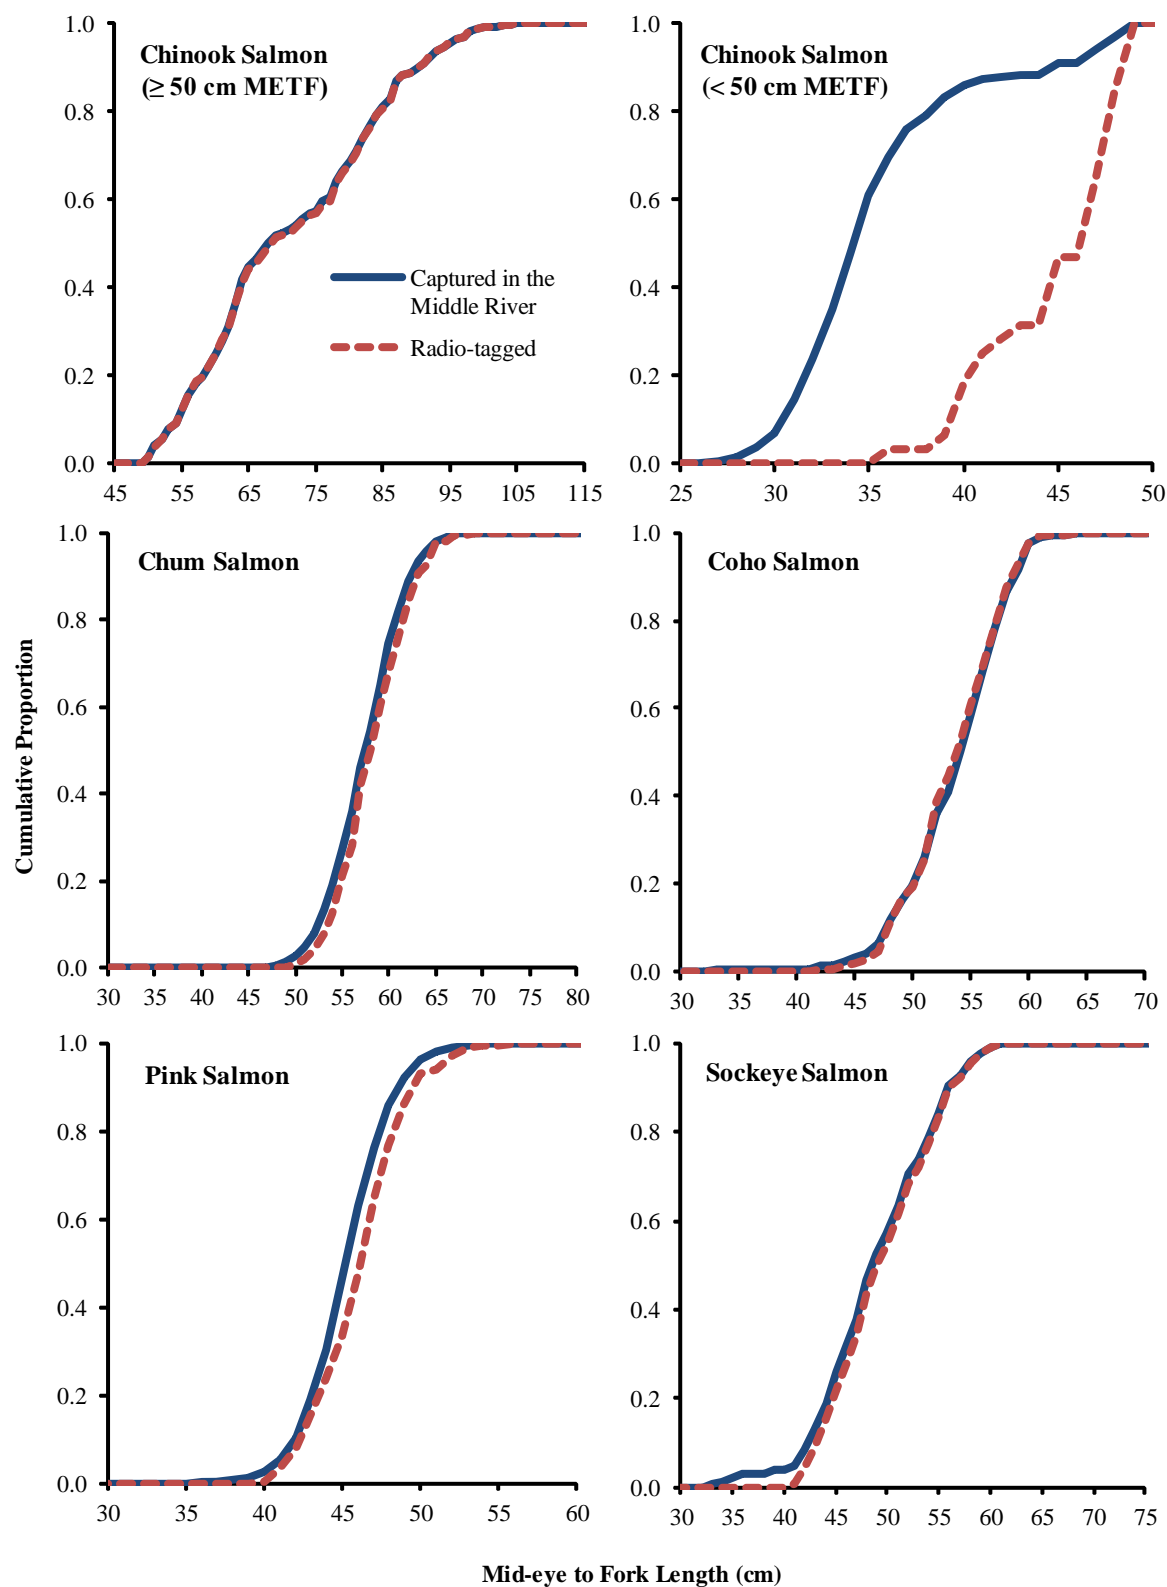 Chinook Salmon
(≥ 50 cm METF)
1.0
0.8
0.6
0.4
0.2
0.0
45 55 65 75 85 95 105 115
Captured in the
Middle River
Radio-tagged
Chinook Salmon
(< 50 cm METF)
1.0
0.8
0.6
0.4
0.2
0.0
25 30 35 40 45 50
Chum Salmon
1.0
0.8
0.6
0.4
0.2
0.0
30 35 40 45 50 55 60 65 70 75 80
Coho Salmon
1.0
0.8
0.6
0.4
0.2
0.0
30 35 40 45 50 55 60 65 70
Pink Salmon
1.0
0.8
0.6
0.4
0.2
0.0
30 35 40 45 50 55 60
Sockeye Salmon
1.0
0.8
0.6
0.4
0.2
0.0
30 35 40 45 50 55 60 65 70 75
Cumulative Proportion
Mid-eye to Fork Length (cm)